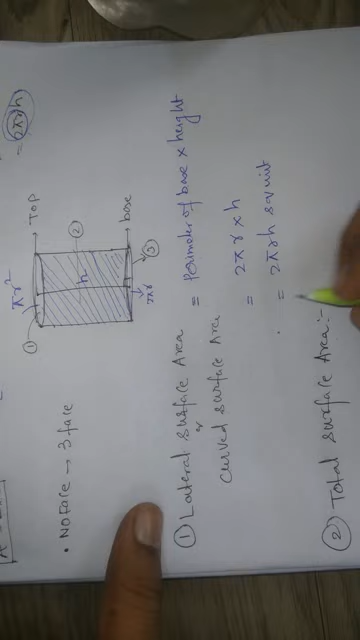 = 2πrh
• No Face → 3 face
πr²
①
TOP
②
h
base
③
2πr
① Lateral surface Area = Perimeter of base × height
or
curved surface Area
= 2πr × h
= 2πrh sq unit
② Total surface Area :-